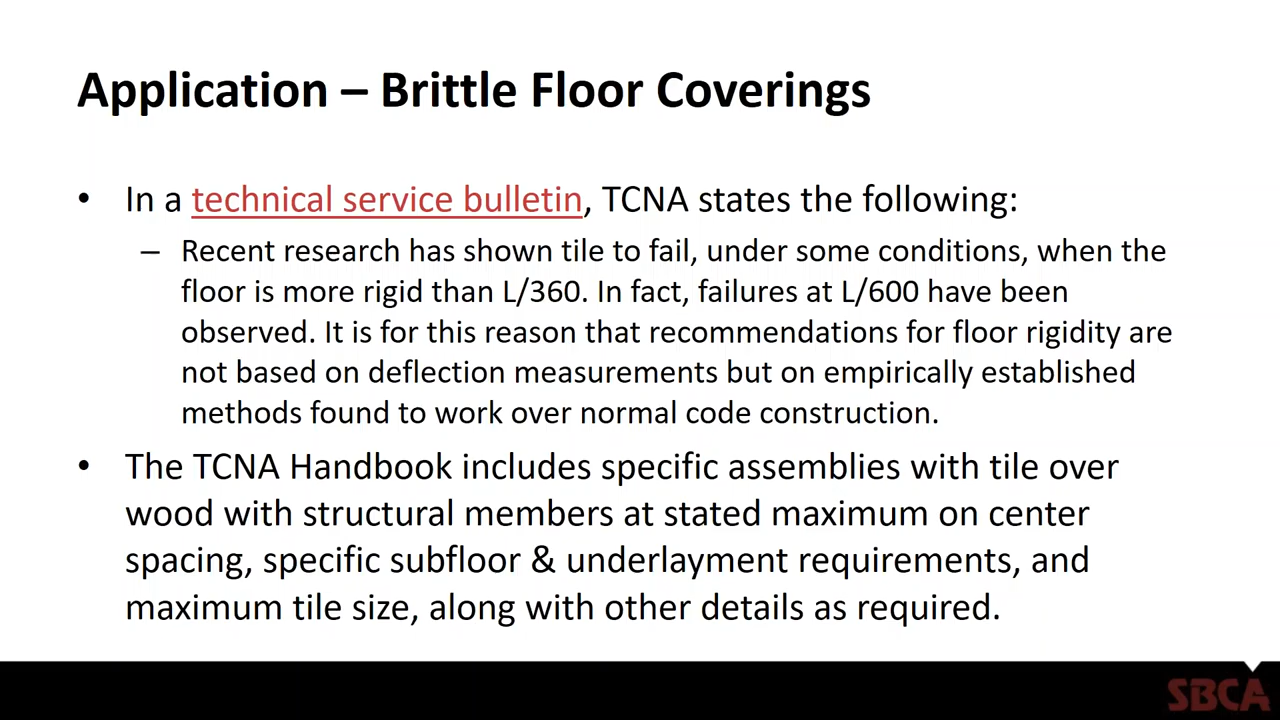 Application – Brittle Floor Coverings
• In a technical service bulletin, TCNA states the following:
– Recent research has shown tile to fail, under some conditions, when the
floor is more rigid than L/360. In fact, failures at L/600 have been
observed. It is for this reason that recommendations for floor rigidity are
not based on deflection measurements but on empirically established
methods found to work over normal code construction.
• The TCNA Handbook includes specific assemblies with tile over
wood with structural members at stated maximum on center
spacing, specific subfloor & underlayment requirements, and
maximum tile size, along with other details as required.
SBCA